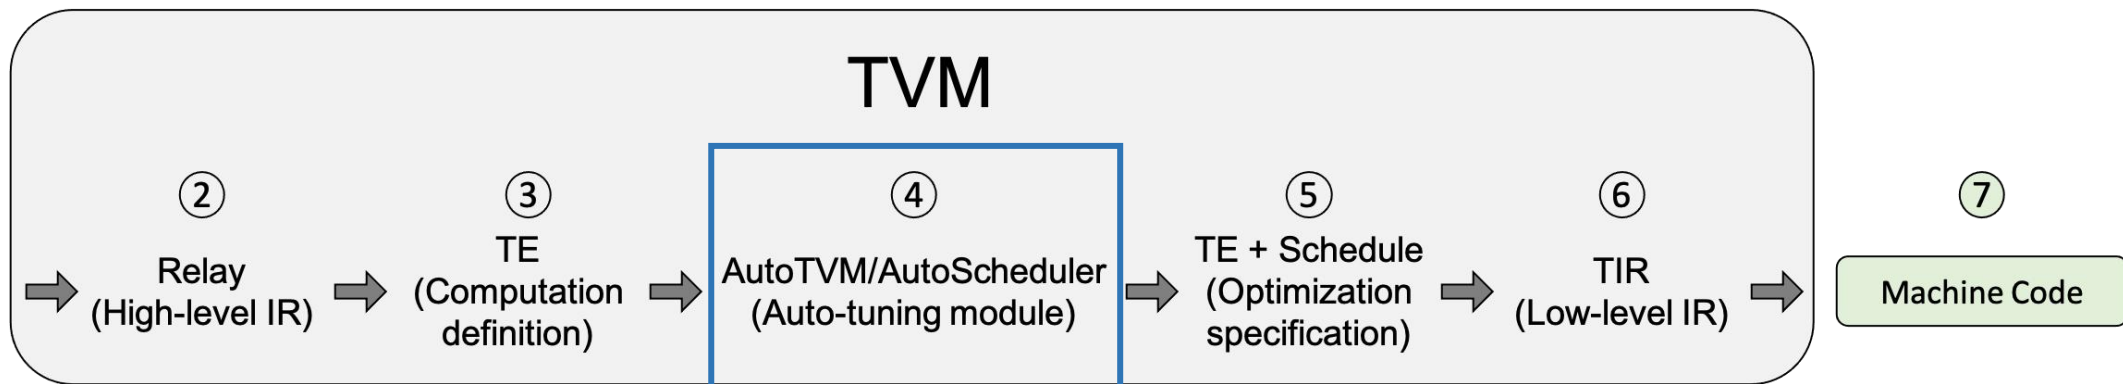 TVM
②
Relay
(High-level IR)
③
TE
(Computation
definition)
④
AutoTVM/AutoScheduler
(Auto-tuning module)
⑤
TE + Schedule
(Optimization
specification)
⑥
TIR
(Low-level IR)
⑦
Machine Code